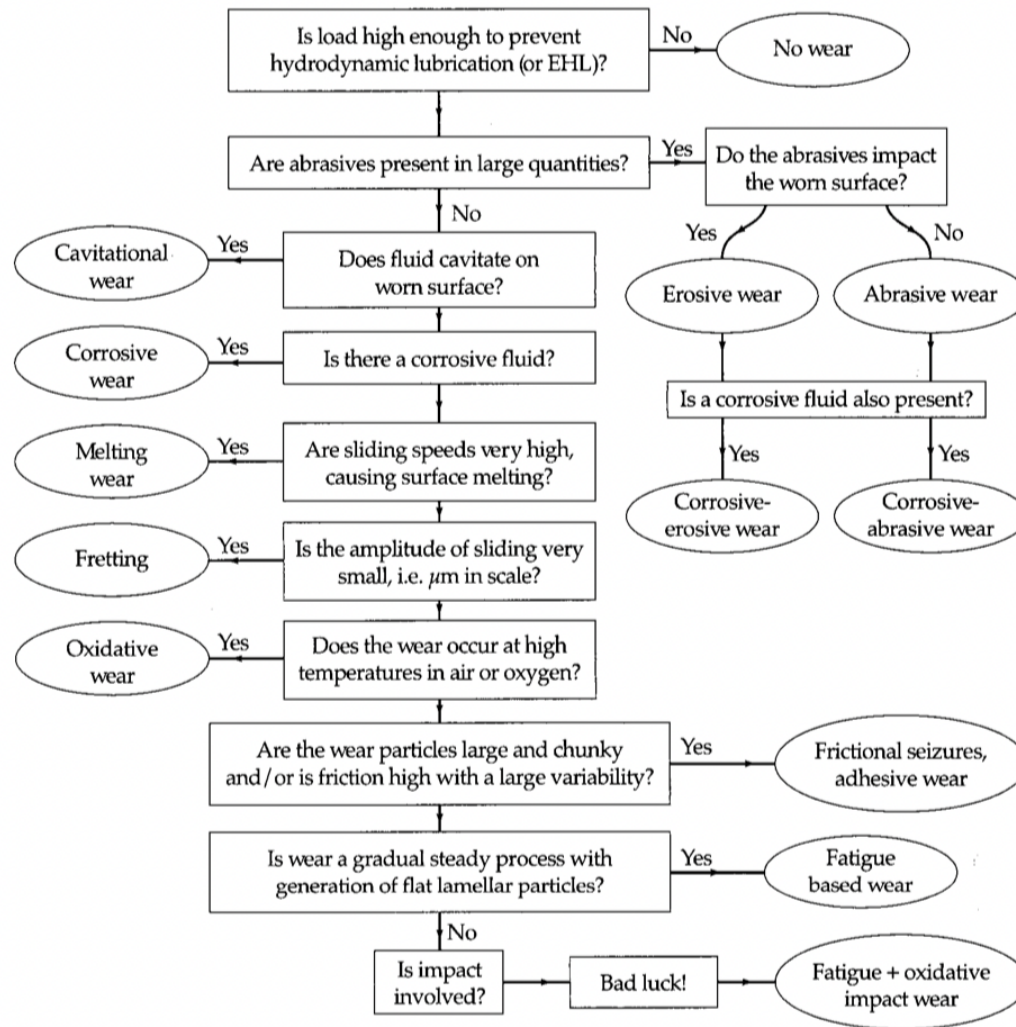 Is load high enough to prevent
hydrodynamic lubrication (or EHL)?
No
No wear
Are abrasives present in large quantities?
Yes
Do the abrasives impact
the worn surface?
No
Yes
No
Cavitational
wear
Yes
Does fluid cavitate on
worn surface?
Erosive wear
Abrasive wear
Corrosive
wear
Yes
Is there a corrosive fluid?
Is a corrosive fluid also present?
Melting
wear
Yes
Are sliding speeds very high,
causing surface melting?
Yes
Yes
Corrosive-
erosive wear
Corrosive-
abrasive wear
Fretting
Yes
Is the amplitude of sliding very
small, i.e. μm in scale?
Oxidative
wear
Yes
Does the wear occur at high
temperatures in air or oxygen?
Are the wear particles large and chunky
and/or is friction high with a large variability?
Yes
Frictional seizures,
adhesive wear
Is wear a gradual steady process with
generation of flat lamellar particles?
Yes
Fatigue
based wear
No
Is impact
involved?
Bad luck!
Fatigue + oxidative
impact wear